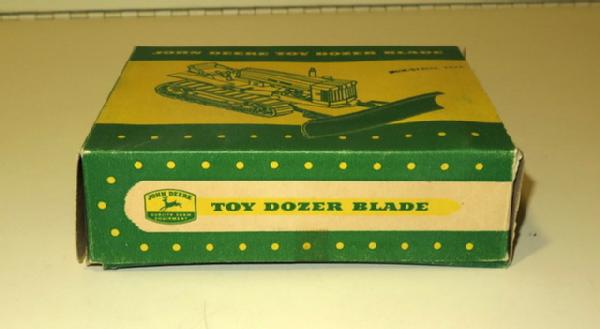 JOHN DEERE TOY DOZER BLADE
JOHN DEERE
QUALITY FARM
EQUIPMENT
TOY DOZER BLADE